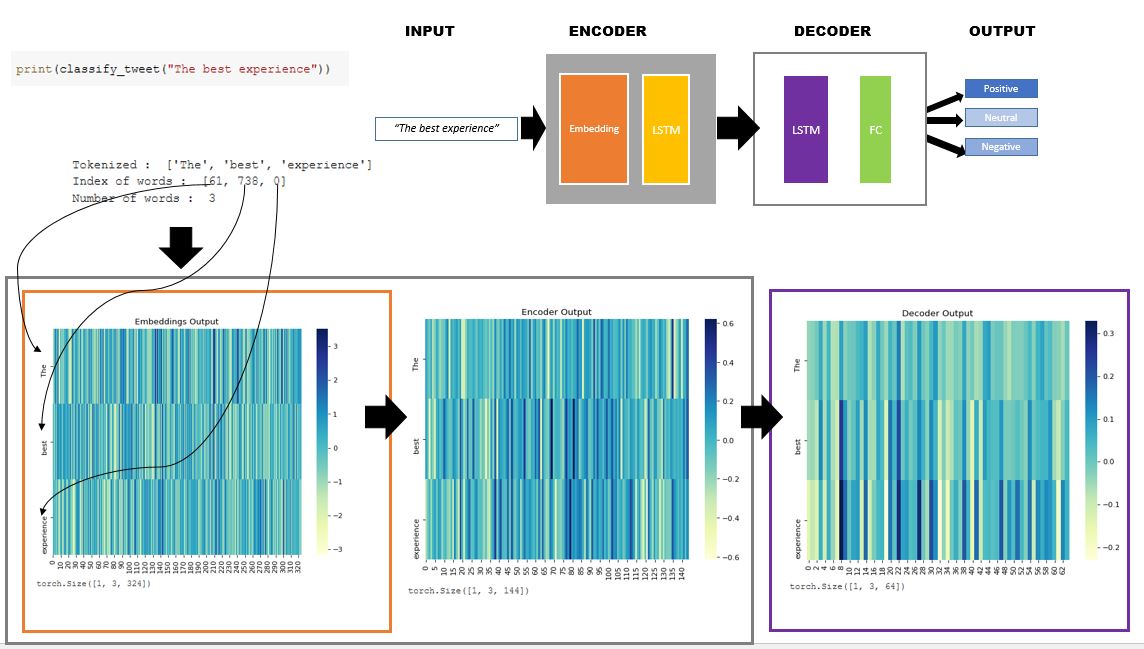 INPUT
ENCODER
DECODER
OUTPUT
print(classify_tweet("The best experience"))
“The best experience”
Embedding
LSTM
LSTM
FC
Positive
Neutral
Negative
Tokenized :  ['The', 'best', 'experience']
Index of words :  [61, 738, 0]
Number of words :  3
Embeddings Output
The
best
experience
3
2
1
0
−1
−2
−3
0 10 20 30 40 50 60 70 80 90 100 110 120 130 140 150 160 170 180 190 200 210 220 230 240 250 260 270 280 290 300 310 320
torch.Size([1, 3, 324])
Encoder Output
The
best
experience
0.6
0.4
0.2
0.0
−0.2
−0.4
−0.6
0 5 10 15 20 25 30 35 40 45 50 55 60 65 70 75 80 85 90 95 100 105 110 115 120 125 130 135 140
torch.Size([1, 3, 144])
Decoder Output
The
best
experience
0.3
0.2
0.1
0.0
−0.1
−0.2
0 2 4 6 8 10 12 14 16 18 20 22 24 26 28 30 32 34 36 38 40 42 44 46 48 50 52 54 56 58 60 62
torch.Size([1, 3, 64])